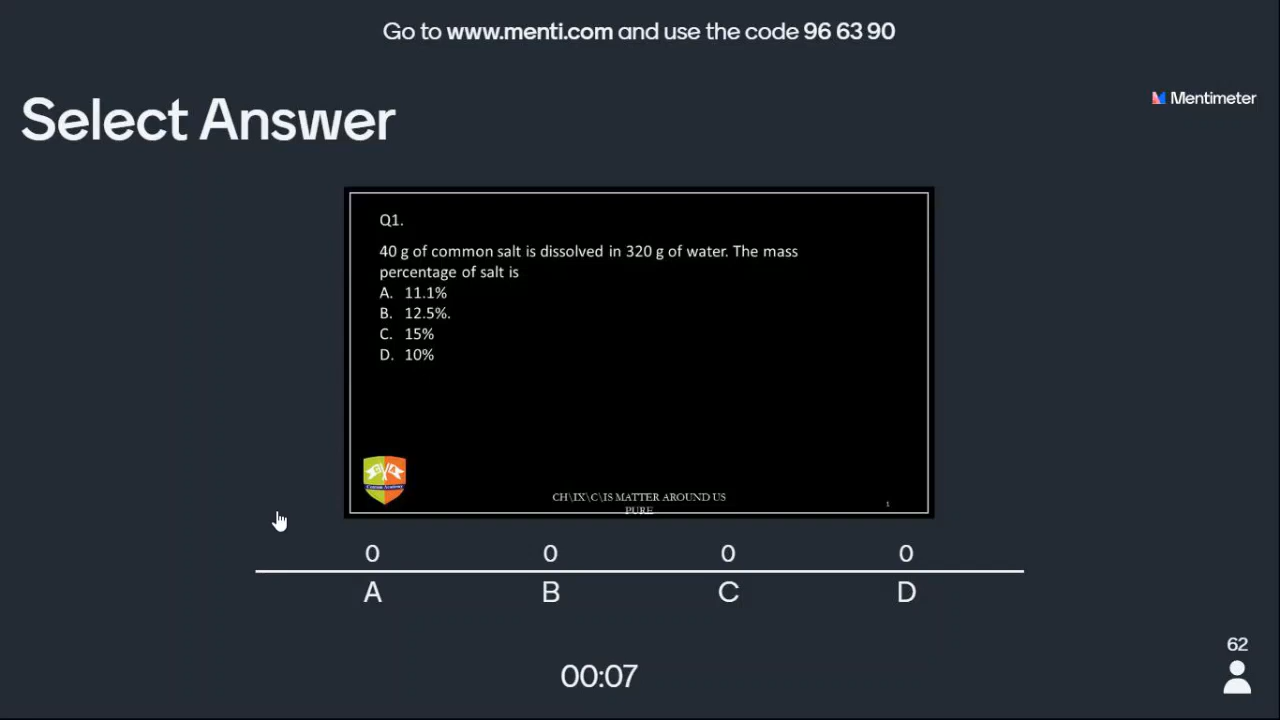 Go to www.menti.com and use the code 96 63 90
Select Answer
Mentimeter
Q1.
40 g of common salt is dissolved in 320 g of water. The mass
percentage of salt is
A. 11.1%
B. 12.5%.
C. 15%
D. 10%
CH\IX\C\IS MATTER AROUND US
PURE
1
0 0 0 0
A B C D
00:07
62